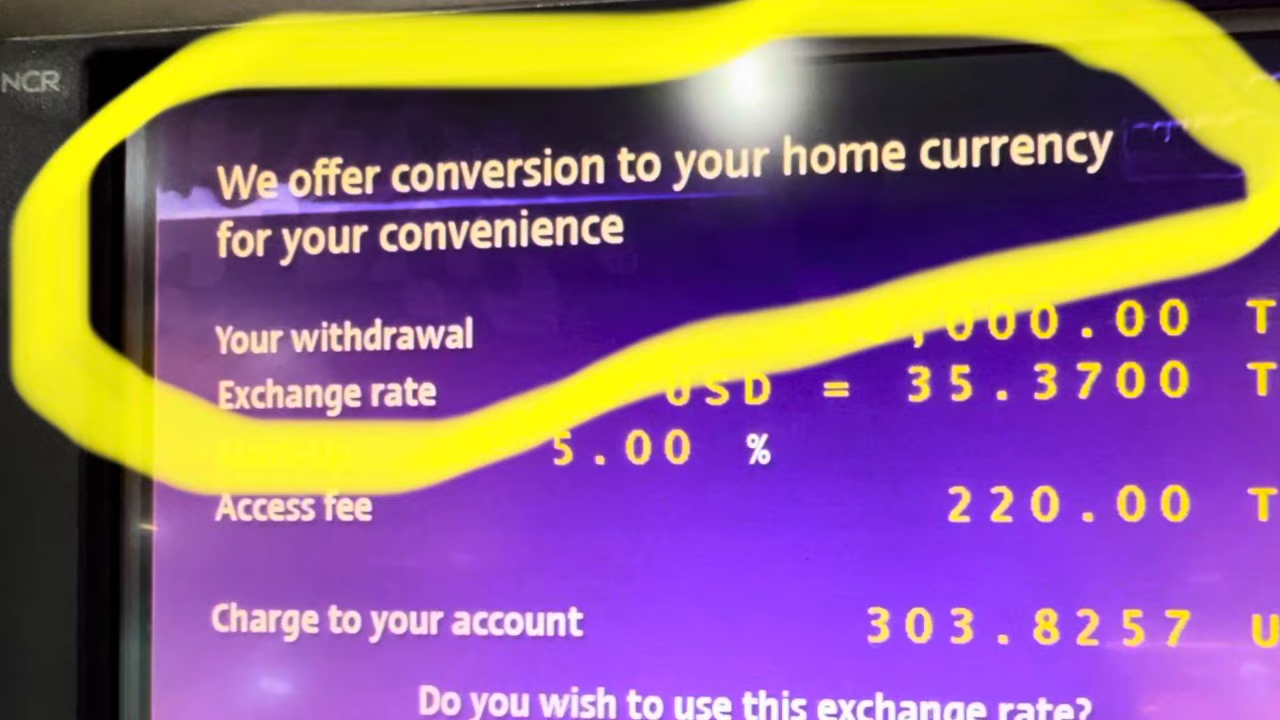 NCR
We offer conversion to your home currency
for your convenience
Your withdrawal ,000.00 T
Exchange rate USD = 35.3700 T
5.00 %
Access fee 220.00 T
Charge to your account 303.8257 U
Do you wish to use this exchange rate?